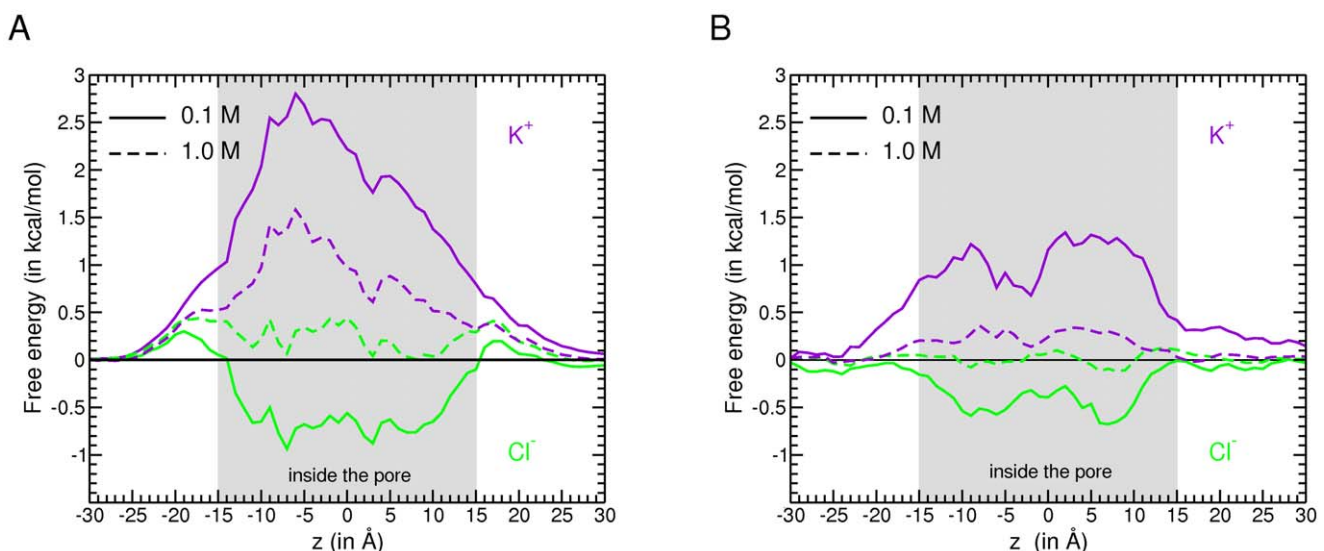 A
B
Free energy (in kcal/mol)
3
2.5
2
1.5
1
0.5
0
-0.5
-1
0.1 M
1.0 M
K+
Cl-
inside the pore
-30 -25 -20 -15 -10 -5 0 5 10 15 20 25 30
z (in Å)
Free energy (in kcal/mol)
3
2.5
2
1.5
1
0.5
0
-0.5
-1
0.1 M
1.0 M
K+
Cl-
inside the pore
-30 -25 -20 -15 -10 -5 0 5 10 15 20 25 30
z (in Å)